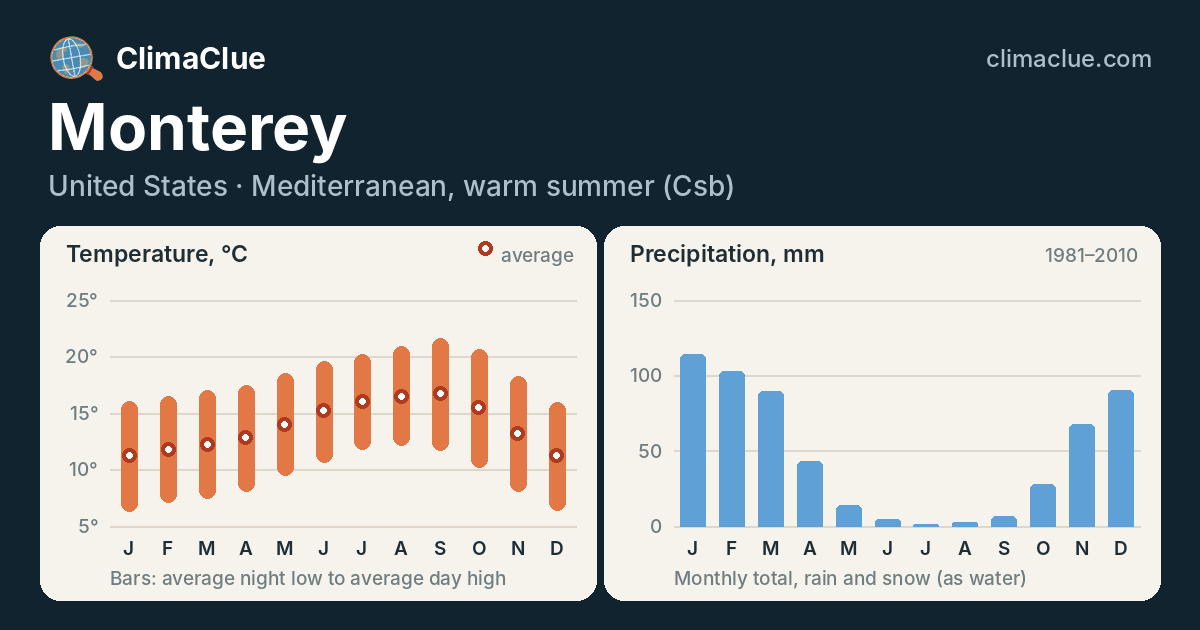 ClimaClue
climaclue.com
Monterey
United States · Mediterranean, warm summer (Csb)
Temperature, °C
average
25°
20°
15°
10°
5°
J F M A M J J A S O N D
Bars: average night low to average day high
Precipitation, mm
1981–2010
150
100
50
0
J F M A M J J A S O N D
Monthly total, rain and snow (as water)